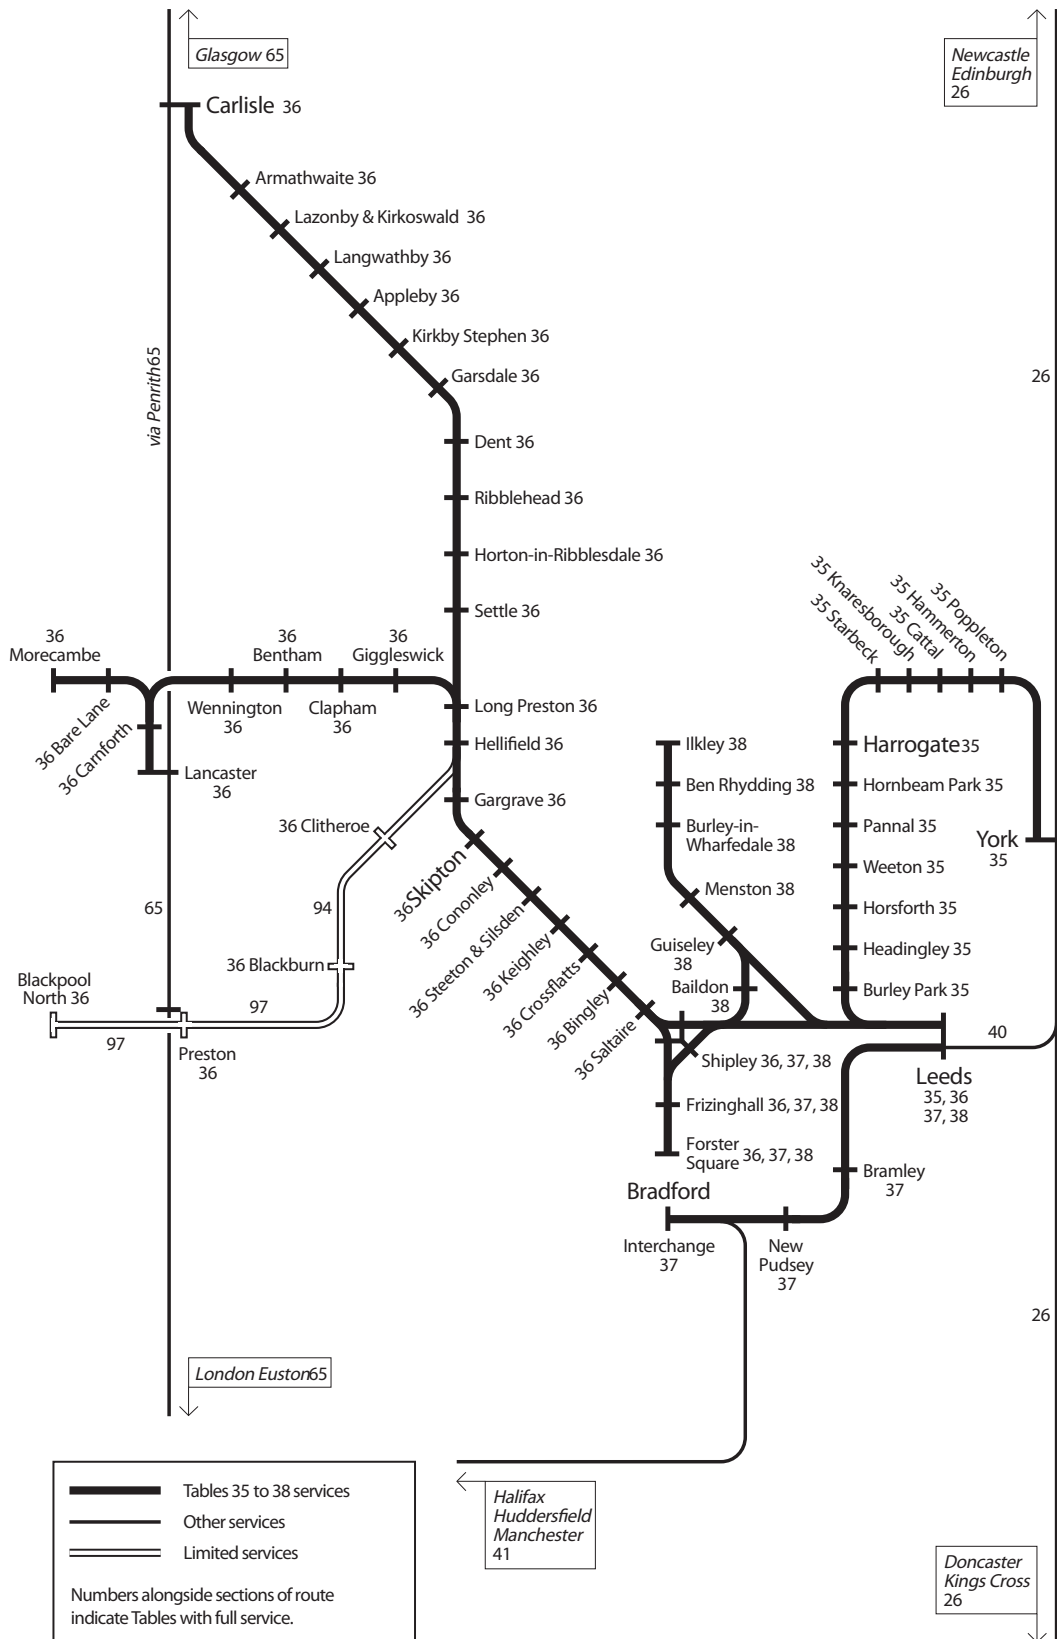 Glasgow 65
Newcastle
Edinburgh
26
Carlisle 36
Armathwaite 36
Lazonby & Kirkoswald 36
Langwathby 36
Appleby 36
Kirkby Stephen 36
via Penrith65
Garsdale 36
26
Dent 36
Ribblehead 36
Horton-in-Ribblesdale 36
Settle 36
35 Starbeck
35 Knaresborough
35 Cattal
35 Hammerton
35 Poppleton
36
Morecambe
36
Bentham
36
Giggleswick
36 Bare Lane
36 Carnforth
Wennington
36
Clapham
36
Long Preston 36
Hellifield 36
Lancaster
36
Gargrave 36
Ilkley 38
Ben Rhydding 38
Burley-in-
Wharfedale 38
Menston 38
Guiseley
38
Baildon
38
Harrogate35
Hornbeam Park 35
Pannal 35
Weeton 35
Horsforth 35
Headingley 35
Burley Park 35
York
35
36 Clitheroe
94
65
36 Blackburn
Blackpool
North 36
97
97
Preston
36
36Skipton
36 Cononley
36 Steeton & Silsden
36 Keighley
36 Crossflatts
36 Bingley
36 Saltaire
Shipley 36, 37, 38
Frizinghall 36, 37, 38
Forster
Square 36, 37, 38
Bradford
Interchange
37
New
Pudsey
37
Bramley
37
40
Leeds
35, 36
37, 38
26
London Euston65
Halifax
Huddersfield
Manchester
41
Doncaster
Kings Cross
26
Tables 35 to 38 services
Other services
Limited services
Numbers alongside sections of route
indicate Tables with full service.